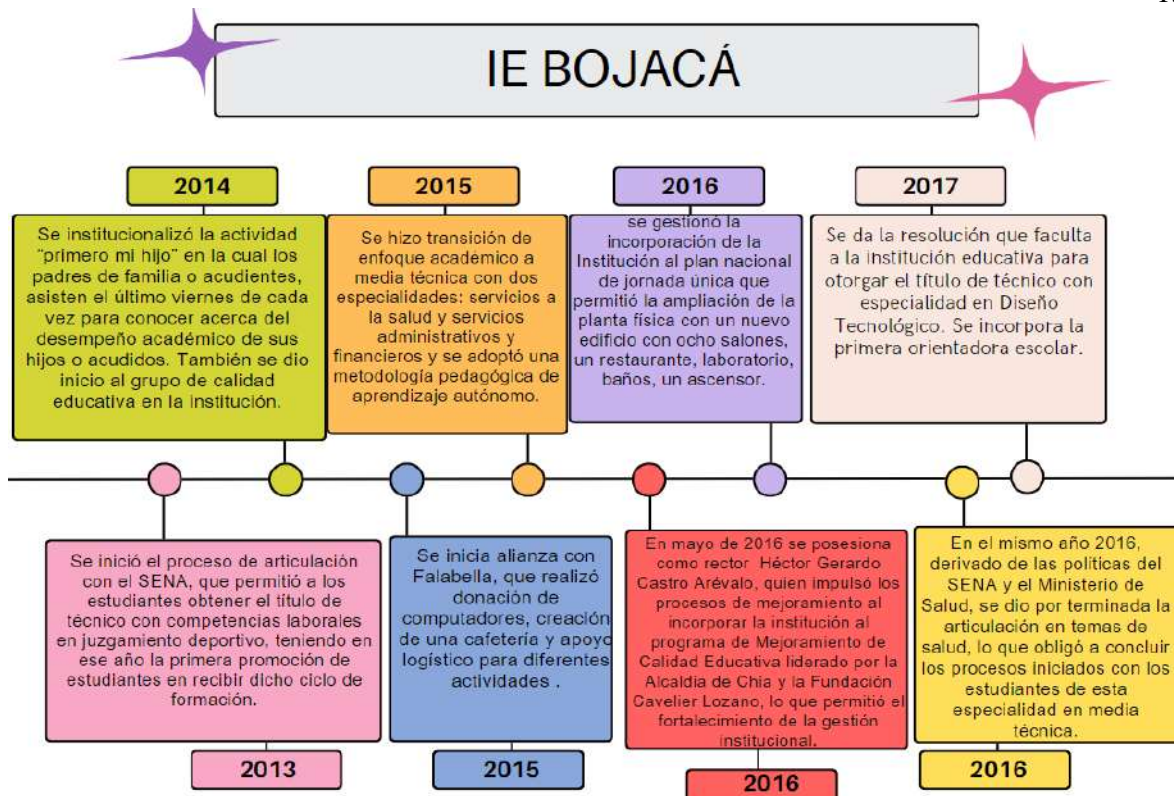 IE BOJACÁ
2014
Se institucionalizó la actividad
"primero mi hijo" en la cual los
padres de familia o acudientes,
asisten el último viernes de cada
vez para conocer acerca del
desempeño académico de sus
hijos o acudidos. También se dio
inicio al grupo de calidad
educativa en la institución.
2015
Se hizo transición de
enfoque académico a
media técnica con dos
especialidades: servicios a
la salud y servicios
administrativos y
financieros y se adoptó una
metodología pedagógica de
aprendizaje autónomo.
2016
se gestionó la
incorporación de la
Institución al plan nacional
de jornada única que
permitió la ampliación de la
planta física con un nuevo
edificio con ocho salones,
un restaurante, laboratorio,
baños, un ascensor.
2017
Se da la resolución que faculta
a la institución educativa para
otorgar el título de técnico con
especialidad en Diseño
Tecnológico. Se incorpora la
primera orientadora escolar.
Se inició el proceso de articulación
con el SENA, que permitió a los
estudiantes obtener el título de
técnico con competencias laborales
en juzgamiento deportivo, teniendo en
ese año la primera promoción de
estudiantes en recibir dicho ciclo de
formación.
2013
Se inicia alianza con
Falabella, que realizó
donación de
computadores, creación
de una cafetería y apoyo
logístico para diferentes
actividades .
2015
En mayo de 2016 se posesiona
como rector Héctor Gerardo
Castro Arévalo, quien impulsó los
procesos de mejoramiento al
incorporar la institución al
programa de Mejoramiento de
Calidad Educativa liderado por la
Alcaldía de Chía y la Fundación
Cavelier Lozano, lo que permitió el
fortalecimiento de la gestión
institucional.
2016
En el mismo año 2016,
derivado de las políticas del
SENA y el Ministerio de
Salud, se dio por terminada la
articulación en temas de
salud, lo que obligó a concluir
los procesos iniciados con los
estudiantes de esta
especialidad en media
técnica.
2016